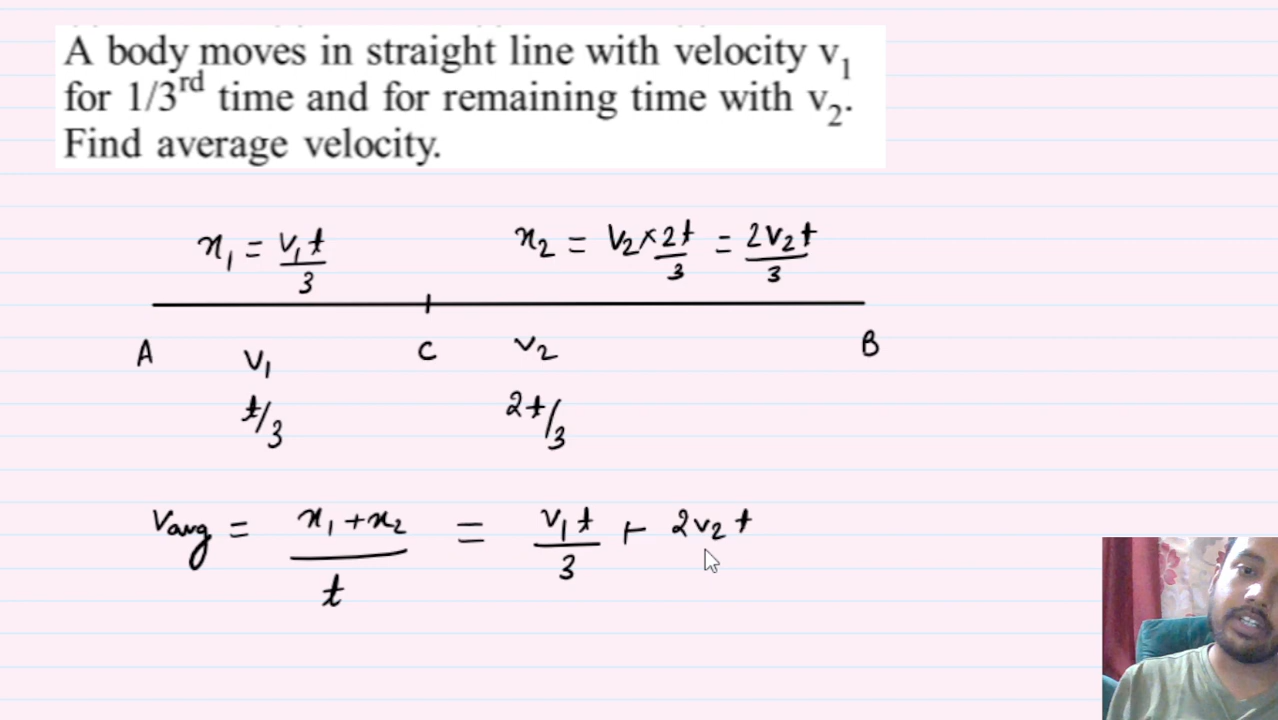 A body moves in straight line with velocity v₁
for 1/3ʳᵈ time and for remaining time with v₂.
Find average velocity.
x₁ = v₁t/3 x₂ = v₂ × 2t/3 = 2v₂t/3
A C B
v₁ v₂
t/3 2t/3
Vavg = (x₁ + x₂)/t = v₁t/3 + 2v₂t